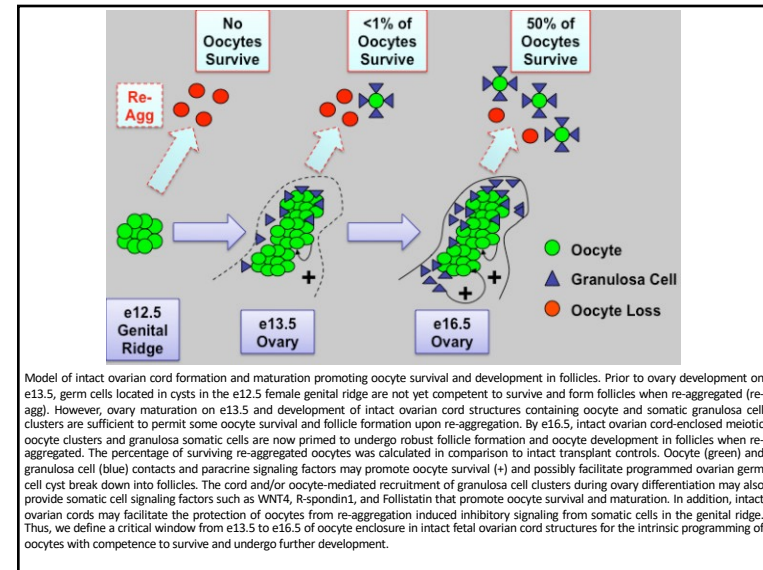 No
Oocytes
Survive
<1% of
Oocytes
Survive
50% of
Oocytes
Survive
Re-
Agg
+
+
+
Oocyte
Granulosa Cell
Oocyte Loss
e12.5
Genital
Ridge
e13.5
Ovary
e16.5
Ovary
Model of intact ovarian cord formation and maturation promoting oocyte survival and development in follicles. Prior to ovary development on
e13.5, germ cells located in cysts in the e12.5 female genital ridge are not yet competent to survive and form follicles when re-aggregated (re-
agg). However, ovary maturation on e13.5 and development of intact ovarian cord structures containing oocyte and somatic granulosa cell
clusters are sufficient to permit some oocyte survival and follicle formation upon re-aggregation. By e16.5, intact ovarian cord-enclosed meiotic
oocyte clusters and granulosa somatic cells are now primed to undergo robust follicle formation and oocyte development in follicles when re-
aggregated. The percentage of surviving re-aggregated oocytes was calculated in comparison to intact transplant controls. Oocyte (green) and
granulosa cell (blue) contacts and paracrine signaling factors may promote oocyte survival (+) and possibly facilitate programmed ovarian germ
cell cyst break down into follicles. The cord and/or oocyte-mediated recruitment of granulosa cell clusters during ovary differentiation may also
provide somatic cell signaling factors such as WNT4, R-spondin1, and Follistatin that promote oocyte survival and maturation. In addition, intact
ovarian cords may facilitate the protection of oocytes from re-aggregation induced inhibitory signaling from somatic cells in the genital ridge.
Thus, we define a critical window from e13.5 to e16.5 of oocyte enclosure in intact fetal ovarian cord structures for the intrinsic programming of
oocytes with competence to survive and undergo further development.